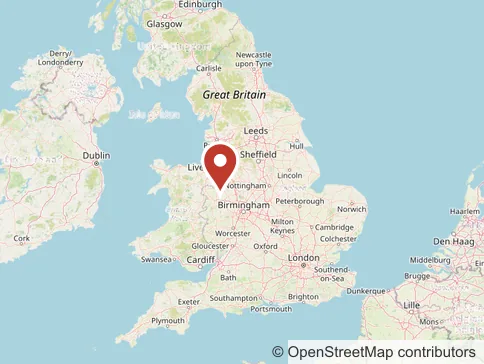 Edinburgh
Glasgow
Derry/
Londonderry
Newcastle
upon Tyne
Carlisle
Great Britain
Leeds
Hull
Dublin
Sheffield
Lincoln
Nottingham
Peterborough
Norwich
Birmingham
Cambridge
Milton
Keynes
Worcester
Colchester
Gloucester
Oxford
Cork
Swansea
Cardiff
London
Southend-
on-Sea
Bath
Southampton
Brighton
Portsmouth
Exeter
Plymouth
Haarlem
Den Haag
Middelburg
Dunkerque
Lille
Mons
Amiens
© OpenStreetMap contributors